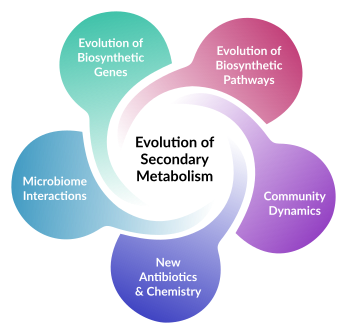 Evolution of
Biosynthetic
Genes
Evolution of
Biosynthetic
Pathways
Evolution of
Secondary
Metabolism
Microbiome
Interactions
Community
Dynamics
New
Antibiotics
& Chemistry